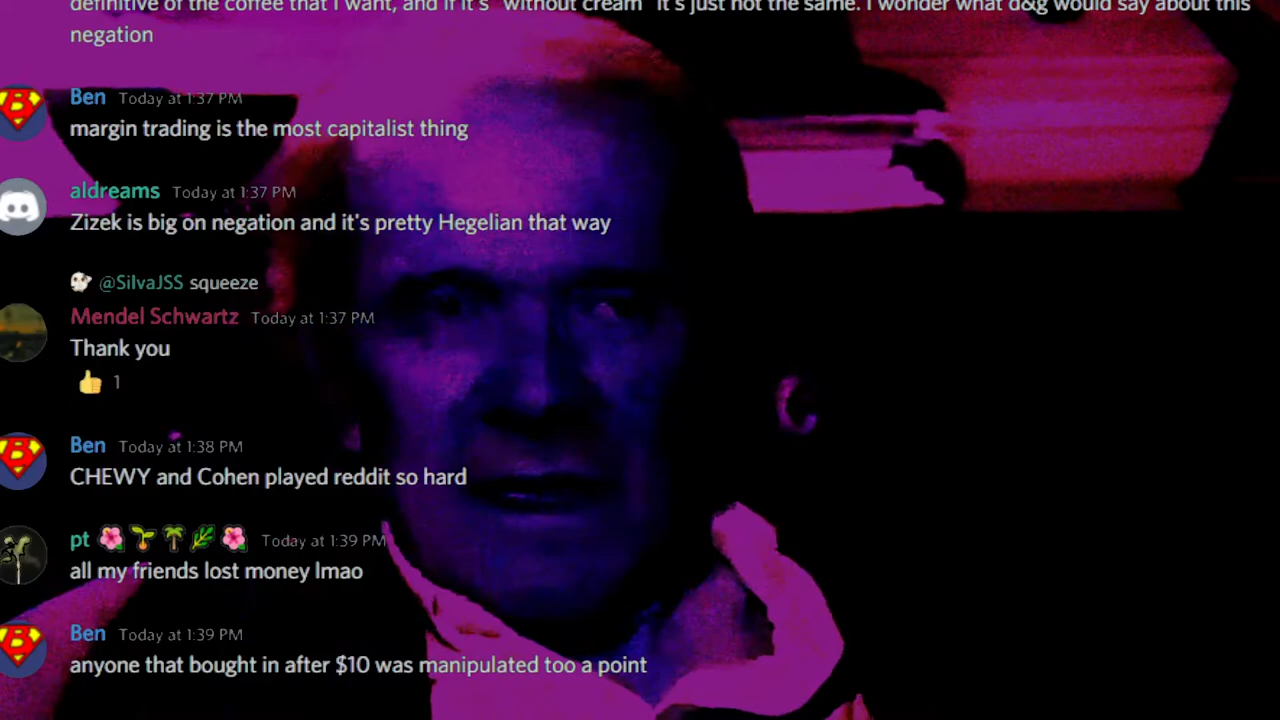 definitive of the coffee that I want, and if it's "without cream" it's just not the same. I wonder what d&g would say about this
negation
Ben Today at 1:37 PM
margin trading is the most capitalist thing
aldreams Today at 1:37 PM
Zizek is big on negation and it's pretty Hegelian that way
@SilvaJSS squeeze
Mendel Schwartz Today at 1:37 PM
Thank you
👍 1
Ben Today at 1:38 PM
CHEWY and Cohen played reddit so hard
pt 🌺🌱🌴🌿🌺 Today at 1:39 PM
all my friends lost money lmao
Ben Today at 1:39 PM
anyone that bought in after $10 was manipulated too a point